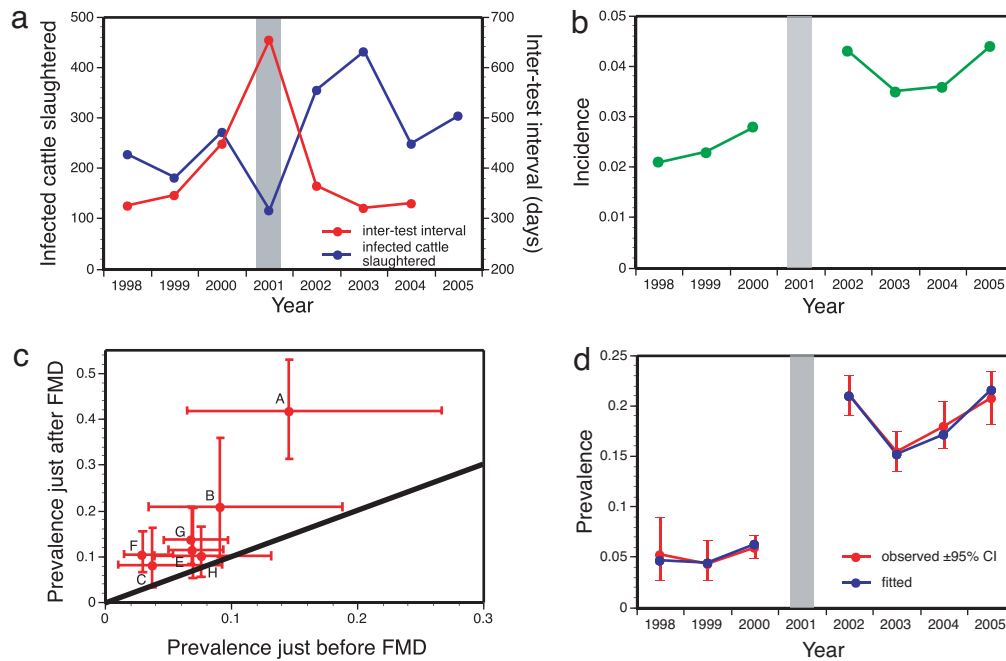 a
500
400
300
200
100
0
Infected cattle slaughtered
700
600
500
400
300
200
Inter-test interval (days)
inter-test interval
infected cattle
slaughtered
1998 1999 2000 2001 2002 2003 2004 2005
Year
b
0.05
0.04
0.03
0.02
0.01
0
Incidence
1998 1999 2000 2001 2002 2003 2004 2005
Year
c
0.5
0.4
0.3
0.2
0.1
0
Prevalence just after FMD
A
B
G
F
E
C
H
0 0.1 0.2 0.3
Prevalence just before FMD
d
0.25
0.2
0.15
0.1
0.05
0
Prevalence
observed ±95% CI
fitted
1998 1999 2000 2001 2002 2003 2004 2005
Year